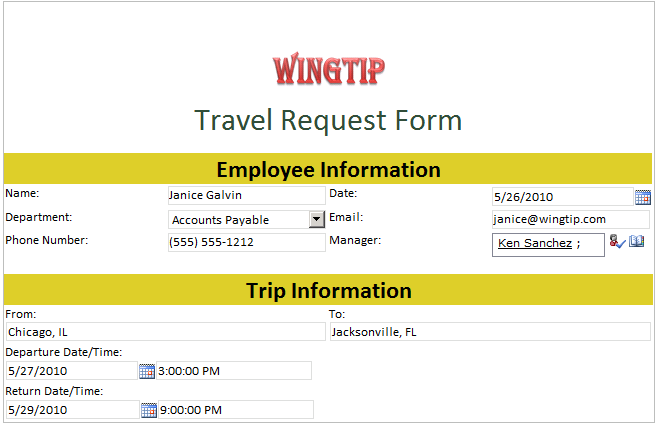 WINGTIP
Travel Request Form
Employee Information
Name: Janice Galvin Date: 5/26/2010
Department: Accounts Payable Email: janice@wingtip.com
Phone Number: (555) 555-1212 Manager: Ken Sanchez ;
Trip Information
From: To:
Chicago, IL Jacksonville, FL
Departure Date/Time:
5/27/2010 3:00:00 PM
Return Date/Time:
5/29/2010 9:00:00 PM